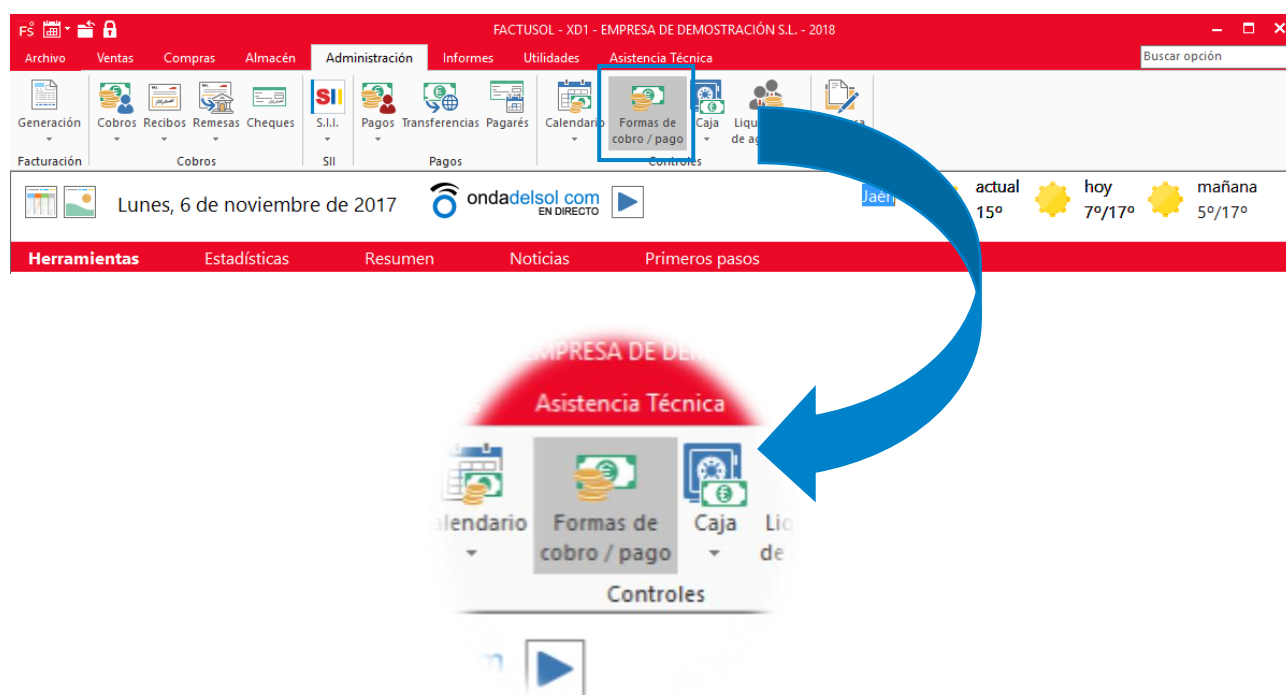 FS
FACTUSOL - XD1 - EMPRESA DE DEMOSTRACIÓN S.L. - 2018
Archivo Ventas Compras Almacén Administración Informes Utilidades Asistencia Técnica Buscar opción
SII
Generación Cobros Recibos Remesas Cheques S.I.I. Pagos Transferencias Pagarés Calendario Formas de Caja
cobro / pago
Facturación Cobros SII Pagos Controles
Lunes, 6 de noviembre de 2017
ondadelsol com
EN DIRECTO
Jaén
actual hoy mañana
15º 7º/17º 5º/17º
Herramientas Estadísticas Resumen Noticias Primeros pasos
EMPRESA DE
Asistencia Técnica
Formas de Caja
cobro / pago de
Controles